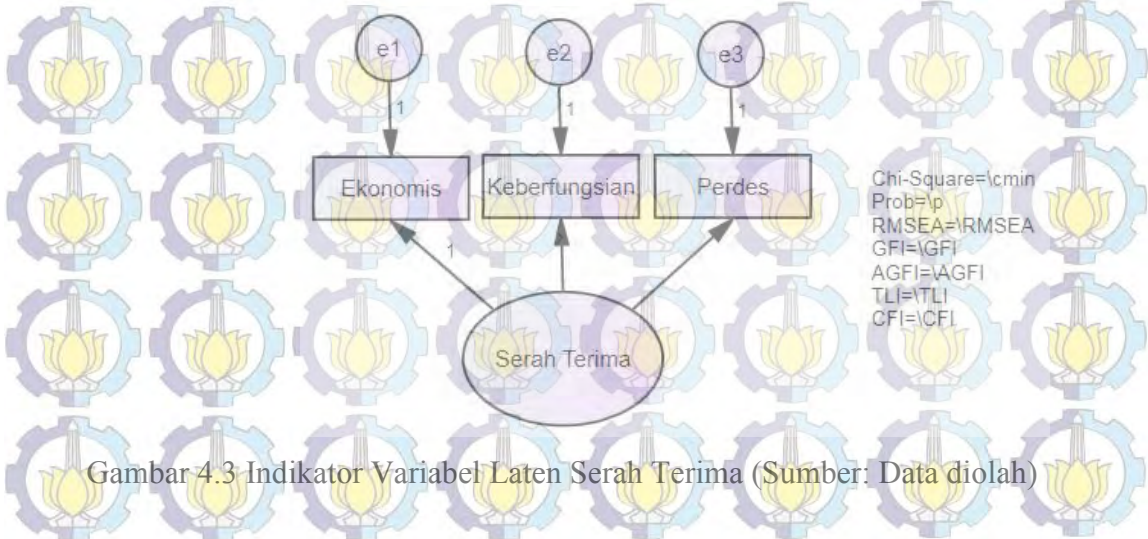 e1
e2
e3
1
1
1
Ekonomis
Keberfungsian
Perdes
Chi-Square=\cmin
Prob=\p
RMSEA=\RMSEA
GFI=\GFI
AGFI=\AGFI
TLI=\TLI
CFI=\CFI
1
Serah Terima
Gambar 4.3 Indikator Variabel Laten Serah Terima (Sumber: Data diolah)